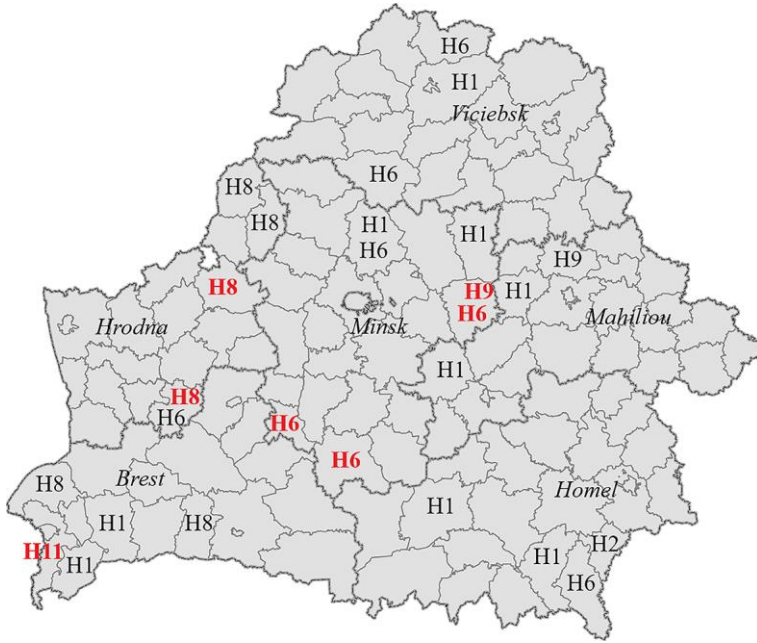 H6
H1
Viciebsk
H6
H8
H8
H1
H6
H1
H9
H8
H9
H1
H6
Hrodna
Minsk
Mahiliou
H1
H8
H6
H6
H6
Brest
H8
Homel
H1
H1
H8
H2
H11
H1
H1
H6